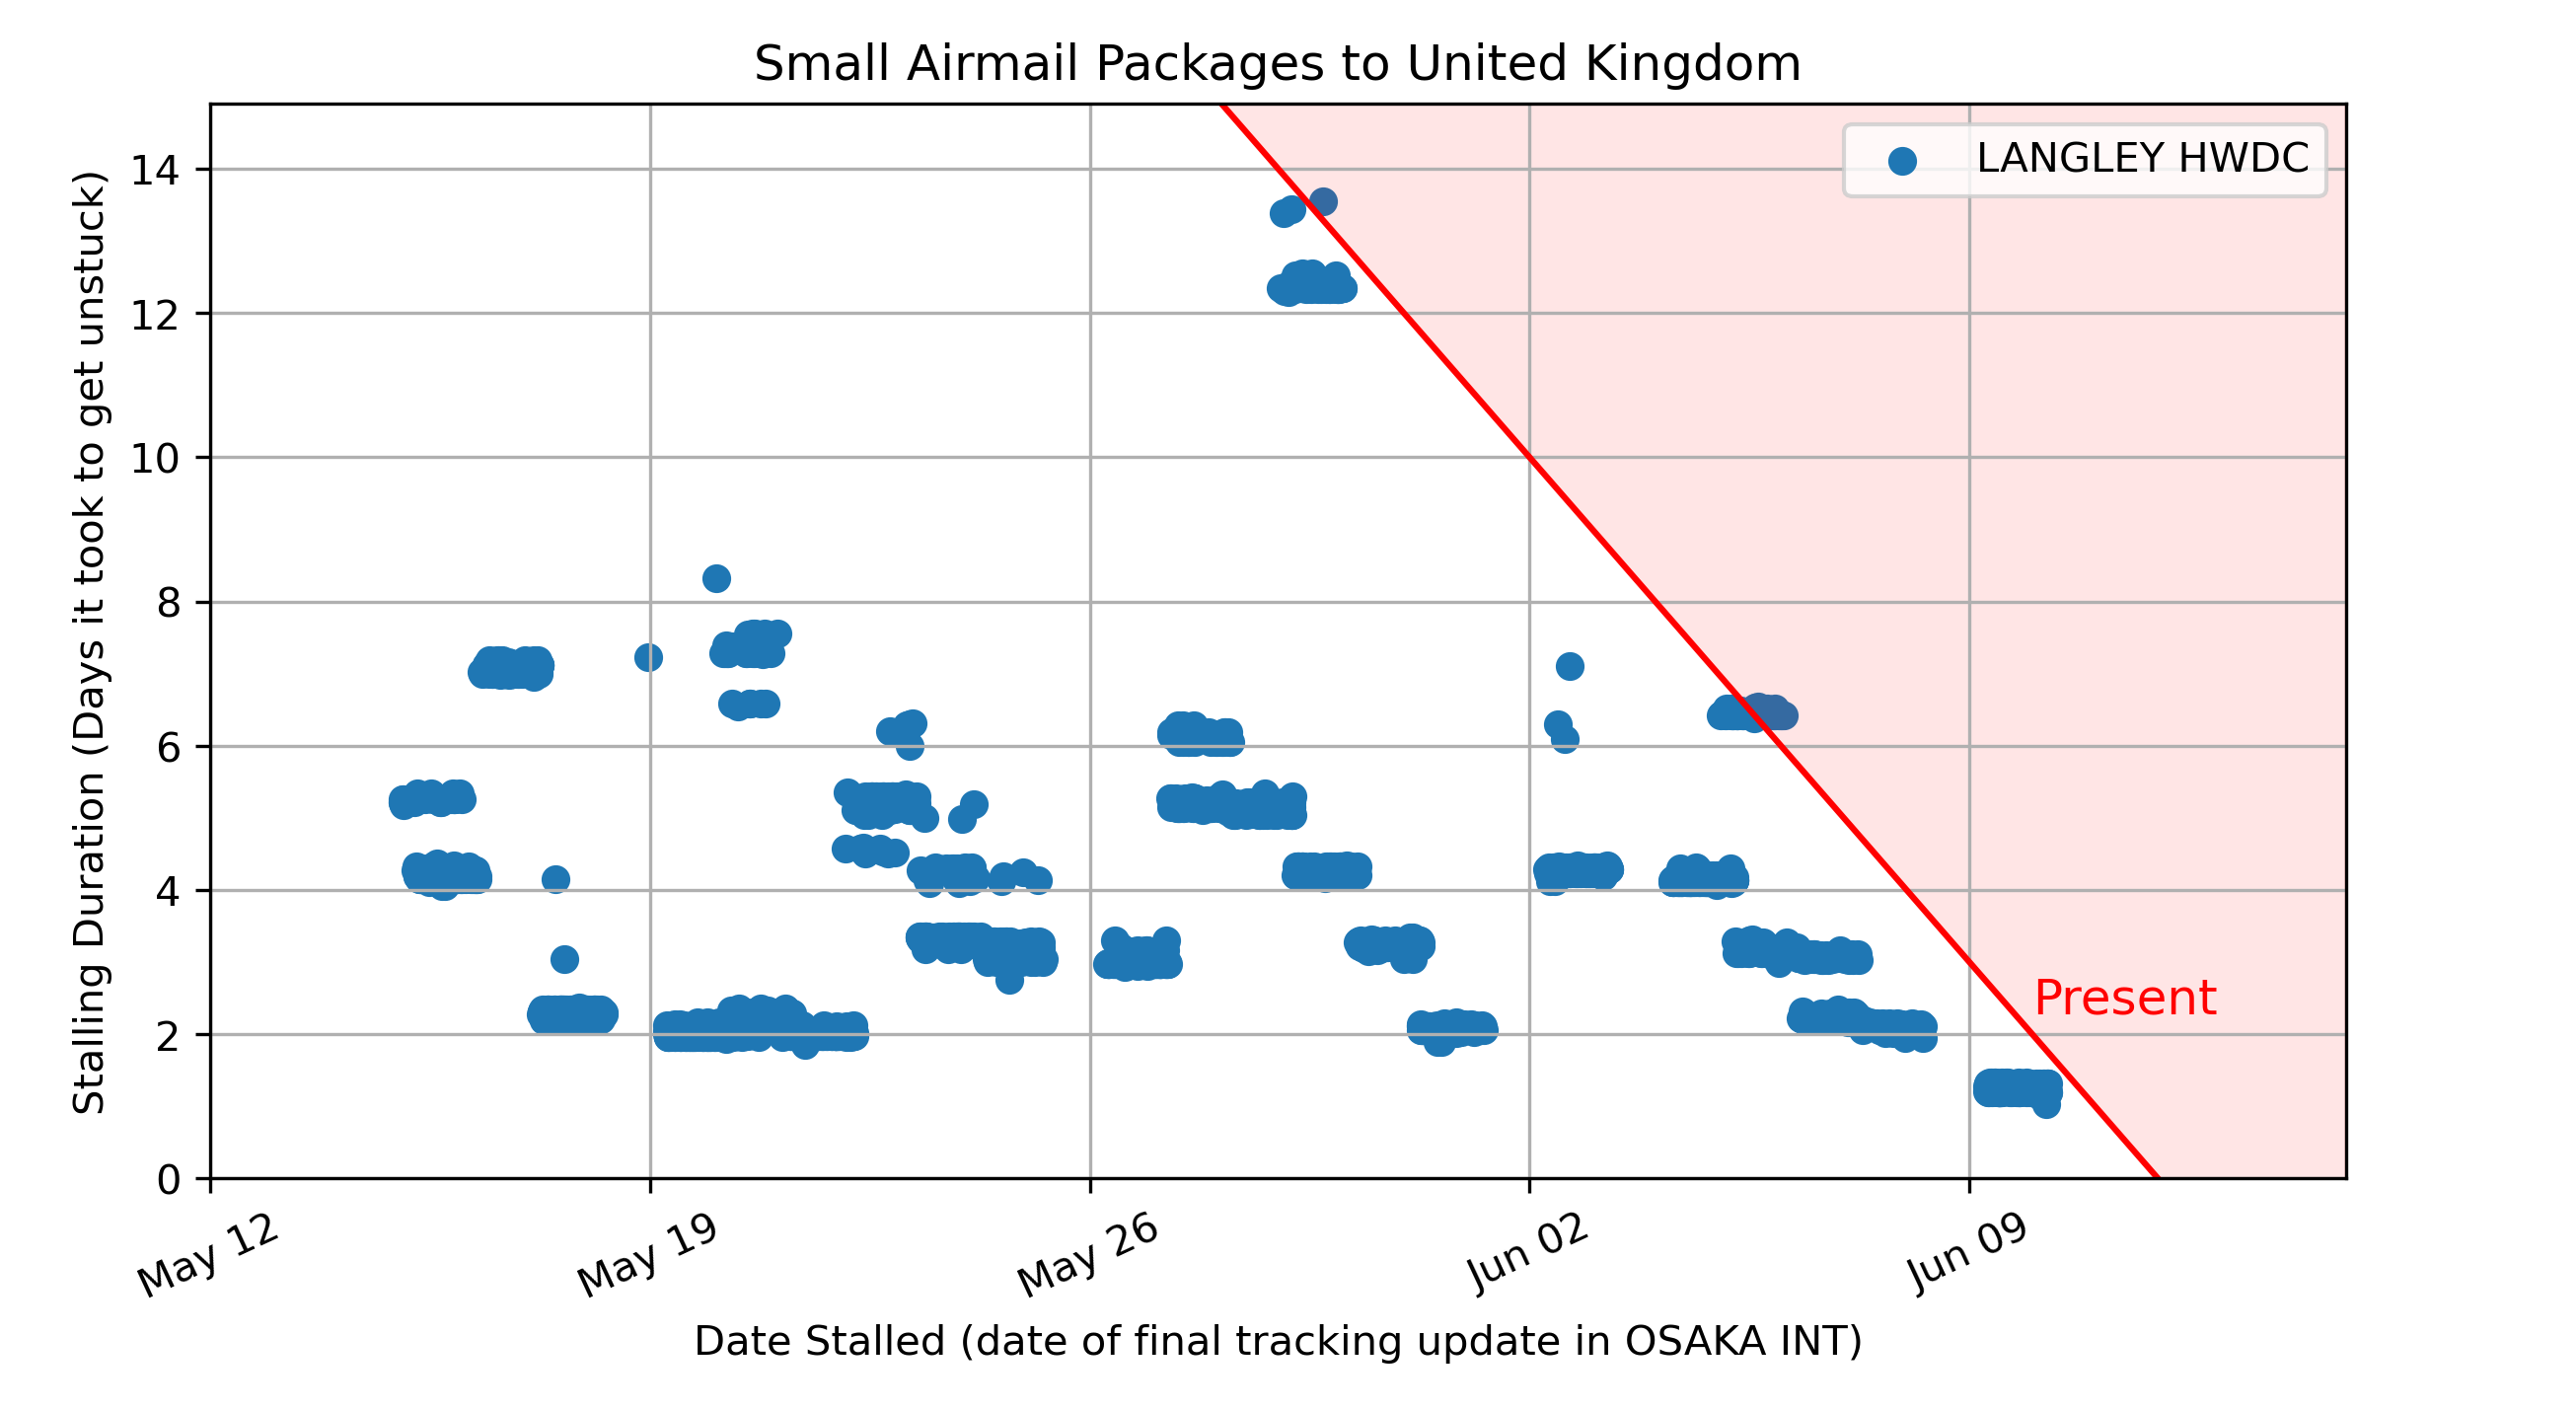 Small Airmail Packages to United Kingdom
LANGLEY HWDC
Stalling Duration (Days it took to get unstuck)
14
12
10
8
6
4
2
0
Present
May 12
May 19
May 26
Jun 02
Jun 09
Date Stalled (date of final tracking update in OSAKA INT)